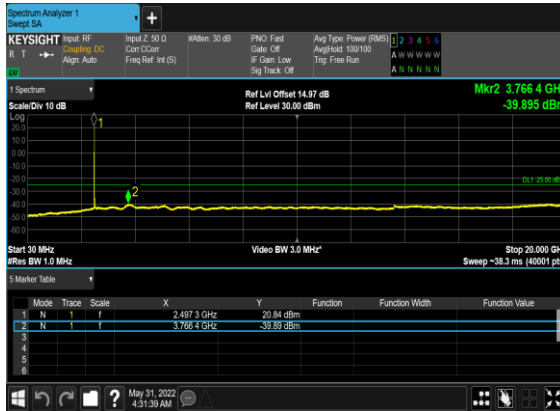 Spectrum Analyzer 1
Swept SA
+
KEYSIGHT Input: RF Input Z: 50 Ω #Atten: 30 dB PNO: Fast Avg Type: Power (RMS) 1 2 3 4 5 6
R T Coupling: DC Corr CCorr Gate: Off Avg|Hold: 100/100 A W W W W W
Align: Auto Freq Ref: Int (S) IF Gain: Low Trig: Free Run
Sig Track: Off A N N N N N
1 Spectrum
Scale/Div 10 dB
Ref Lvl Offset 14.97 dB
Ref Level 30.00 dBm
Mkr2 3.766 4 GHz
-39.895 dBm
Log
20.0
10.0
0.00
-10.0
-20.0
-30.0
-40.0
-50.0
-60.0
1
2
DL1 -25.00 dBm
Start 30 MHz Video BW 3.0 MHz* Stop 20.000 GHz
#Res BW 1.0 MHz Sweep ~38.3 ms (40001 pts)
5 Marker Table
Mode Trace Scale X Y Function Function Width Function Value
1 N 1 f 2.497 3 GHz 20.84 dBm
2 N 1 f 3.766 4 GHz -39.89 dBm
3
4
5
6
? May 31, 2022
4:31:39 AM